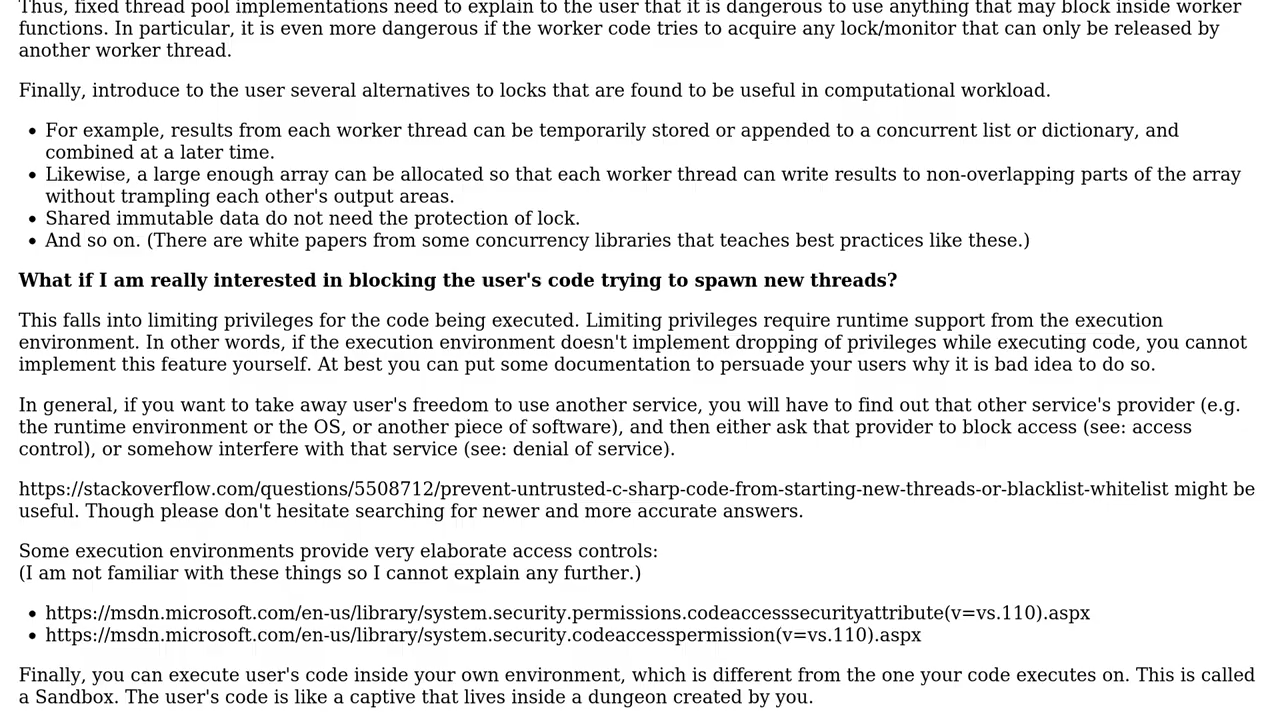 Thus, fixed thread pool implementations need to explain to the user that it is dangerous to use anything that may block inside worker
functions. In particular, it is even more dangerous if the worker code tries to acquire any lock/monitor that can only be released by
another worker thread.
Finally, introduce to the user several alternatives to locks that are found to be useful in computational workload.
• For example, results from each worker thread can be temporarily stored or appended to a concurrent list or dictionary, and
combined at a later time.
• Likewise, a large enough array can be allocated so that each worker thread can write results to non-overlapping parts of the array
without trampling each other's output areas.
• Shared immutable data do not need the protection of lock.
• And so on. (There are white papers from some concurrency libraries that teaches best practices like these.)
What if I am really interested in blocking the user's code trying to spawn new threads?
This falls into limiting privileges for the code being executed. Limiting privileges require runtime support from the execution
environment. In other words, if the execution environment doesn't implement dropping of privileges while executing code, you cannot
implement this feature yourself. At best you can put some documentation to persuade your users why it is bad idea to do so.
In general, if you want to take away user's freedom to use another service, you will have to find out that other service's provider (e.g.
the runtime environment or the OS, or another piece of software), and then either ask that provider to block access (see: access
control), or somehow interfere with that service (see: denial of service).
https://stackoverflow.com/questions/5508712/prevent-untrusted-c-sharp-code-from-starting-new-threads-or-blacklist-whitelist might be
useful. Though please don't hesitate searching for newer and more accurate answers.
Some execution environments provide very elaborate access controls:
(I am not familiar with these things so I cannot explain any further.)
• https://msdn.microsoft.com/en-us/library/system.security.permissions.codeaccesssecurityattribute(v=vs.110).aspx
• https://msdn.microsoft.com/en-us/library/system.security.codeaccesspermission(v=vs.110).aspx
Finally, you can execute user's code inside your own environment, which is different from the one your code executes on. This is called
a Sandbox. The user's code is like a captive that lives inside a dungeon created by you.